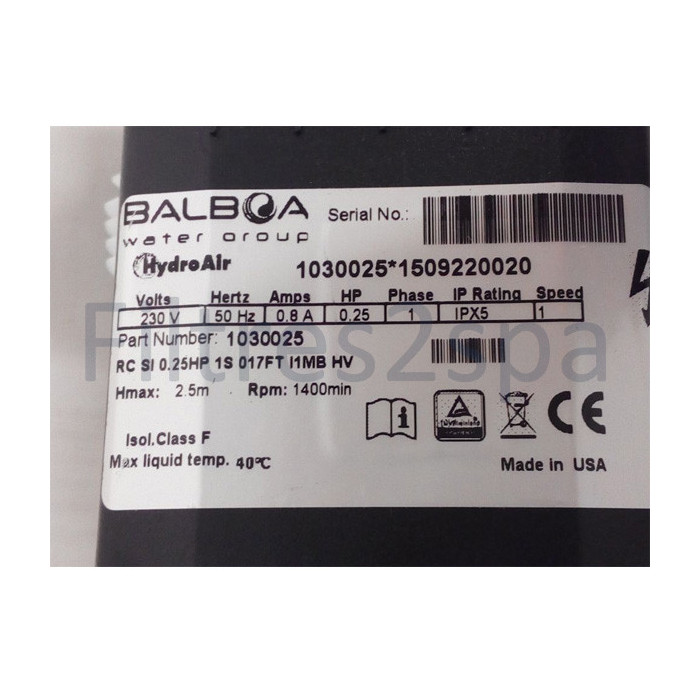 BALBOA Serial No.:
water group
HydroAir 1030025*1509220020
Volts Hertz Amps HP Phase IP Rating Speed
230 V 50 Hz 0.8 A 0.25 1 IPX5 1
Part Number: 1030025
RC SI 0.25HP 1S 017FT I1MB HV
Hmax: 2.5m Rpm: 1400min
i TÜVRheinland CE
Isol.Class F
Max liquid temp. 40°C
Made in USA
Filtres2spa